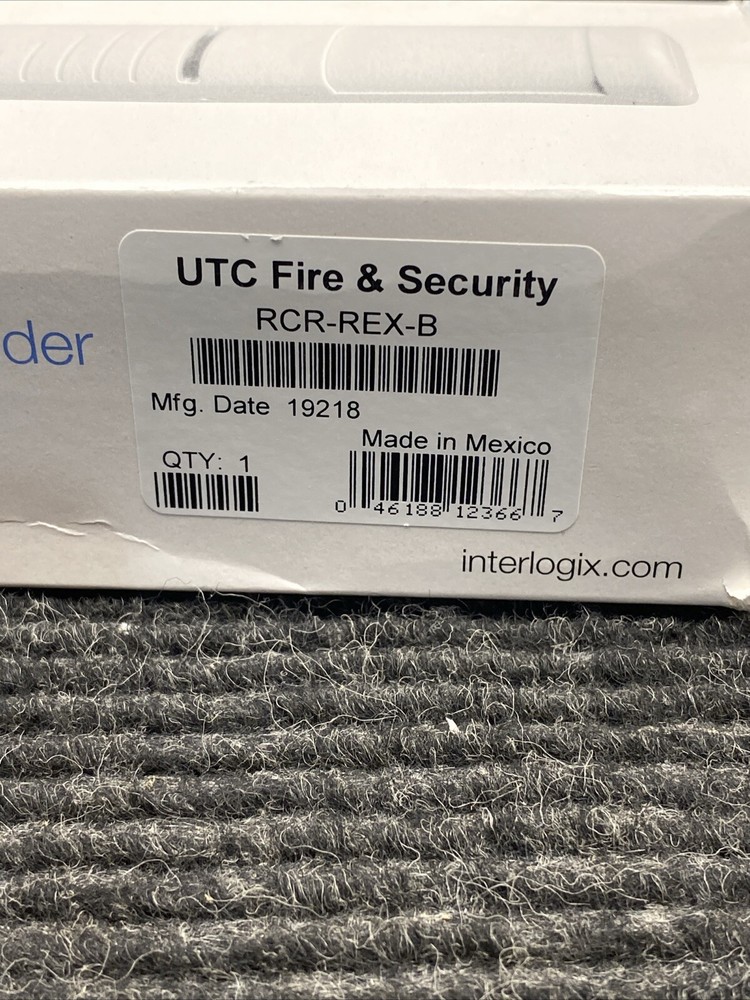 UTC Fire & Security
RCR-REX-B
der
Mfg. Date 19218
Made in Mexico
QTY: 1
0 46188 12366 7
interlogix.com